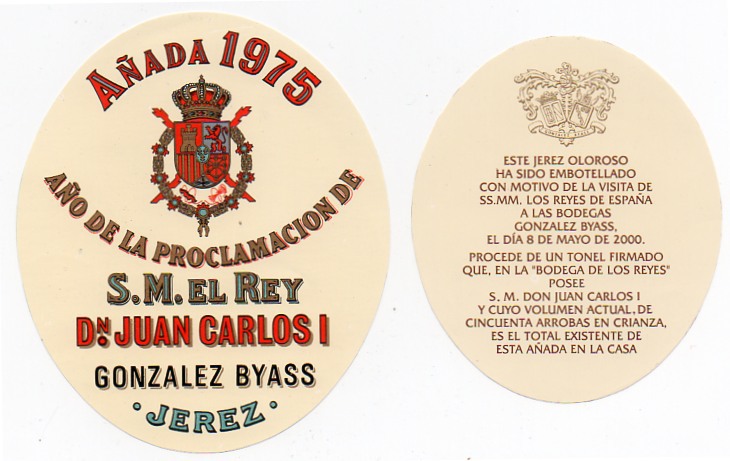 AÑADA 1975
AÑO DE LA PROCLAMACION DE
S.M. EL REY
DN. JUAN CARLOS I
GONZALEZ BYASS
· JEREZ ·
ESTE JEREZ OLOROSO
HA SIDO EMBOTELLADO
CON MOTIVO DE LA VISITA DE
SS.MM. LOS REYES DE ESPAÑA
A LAS BODEGAS
GONZALEZ BYASS,
EL DÍA 8 DE MAYO DE 2000.
PROCEDE DE UN TONEL FIRMADO
QUE, EN LA "BODEGA DE LOS REYES"
POSEE
S. M. DON JUAN CARLOS I
Y CUYO VOLUMEN ACTUAL, DE
CINCUENTA ARROBAS EN CRIANZA,
ES EL TOTAL EXISTENTE DE
ESTA AÑADA EN LA CASA